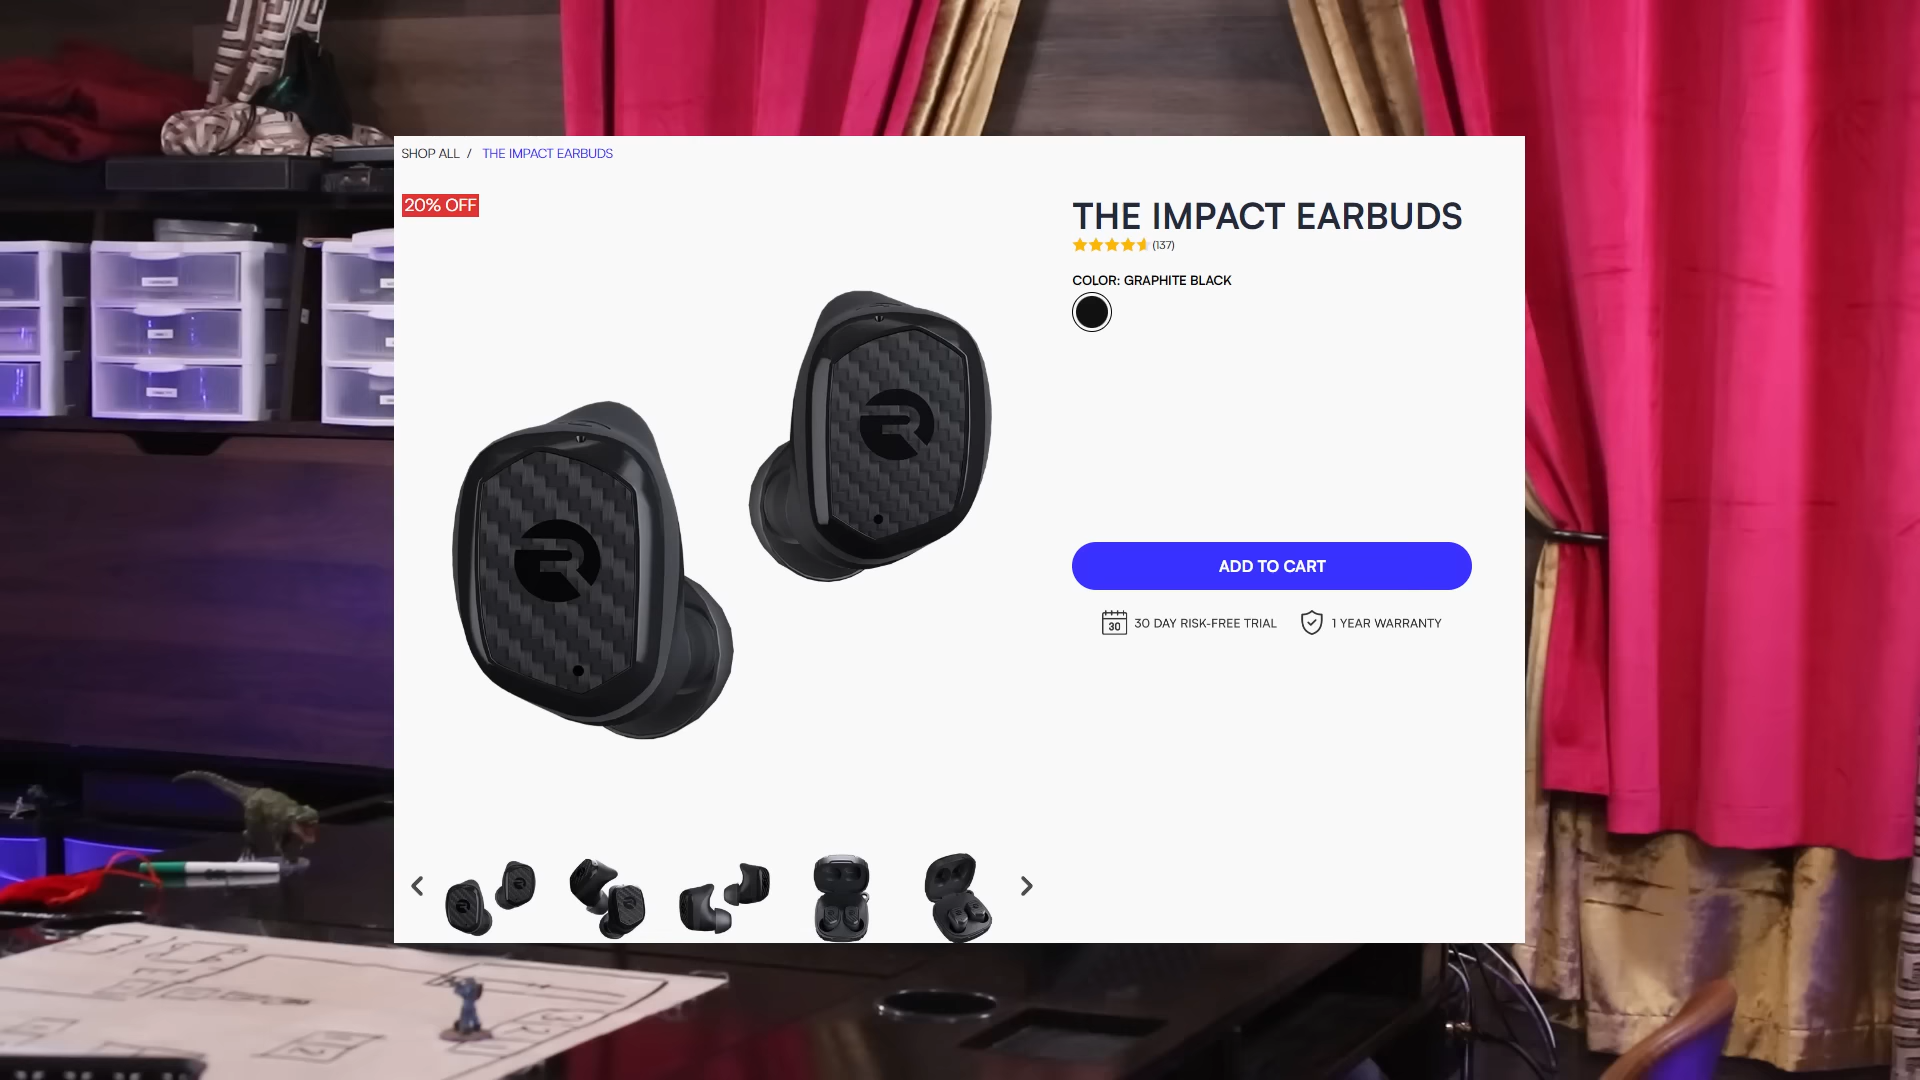 SHOP ALL / THE IMPACT EARBUDS
20% OFF
THE IMPACT EARBUDS
(137)
COLOR: GRAPHITE BLACK
ADD TO CART
30
30 DAY RISK-FREE TRIAL
1 YEAR WARRANTY